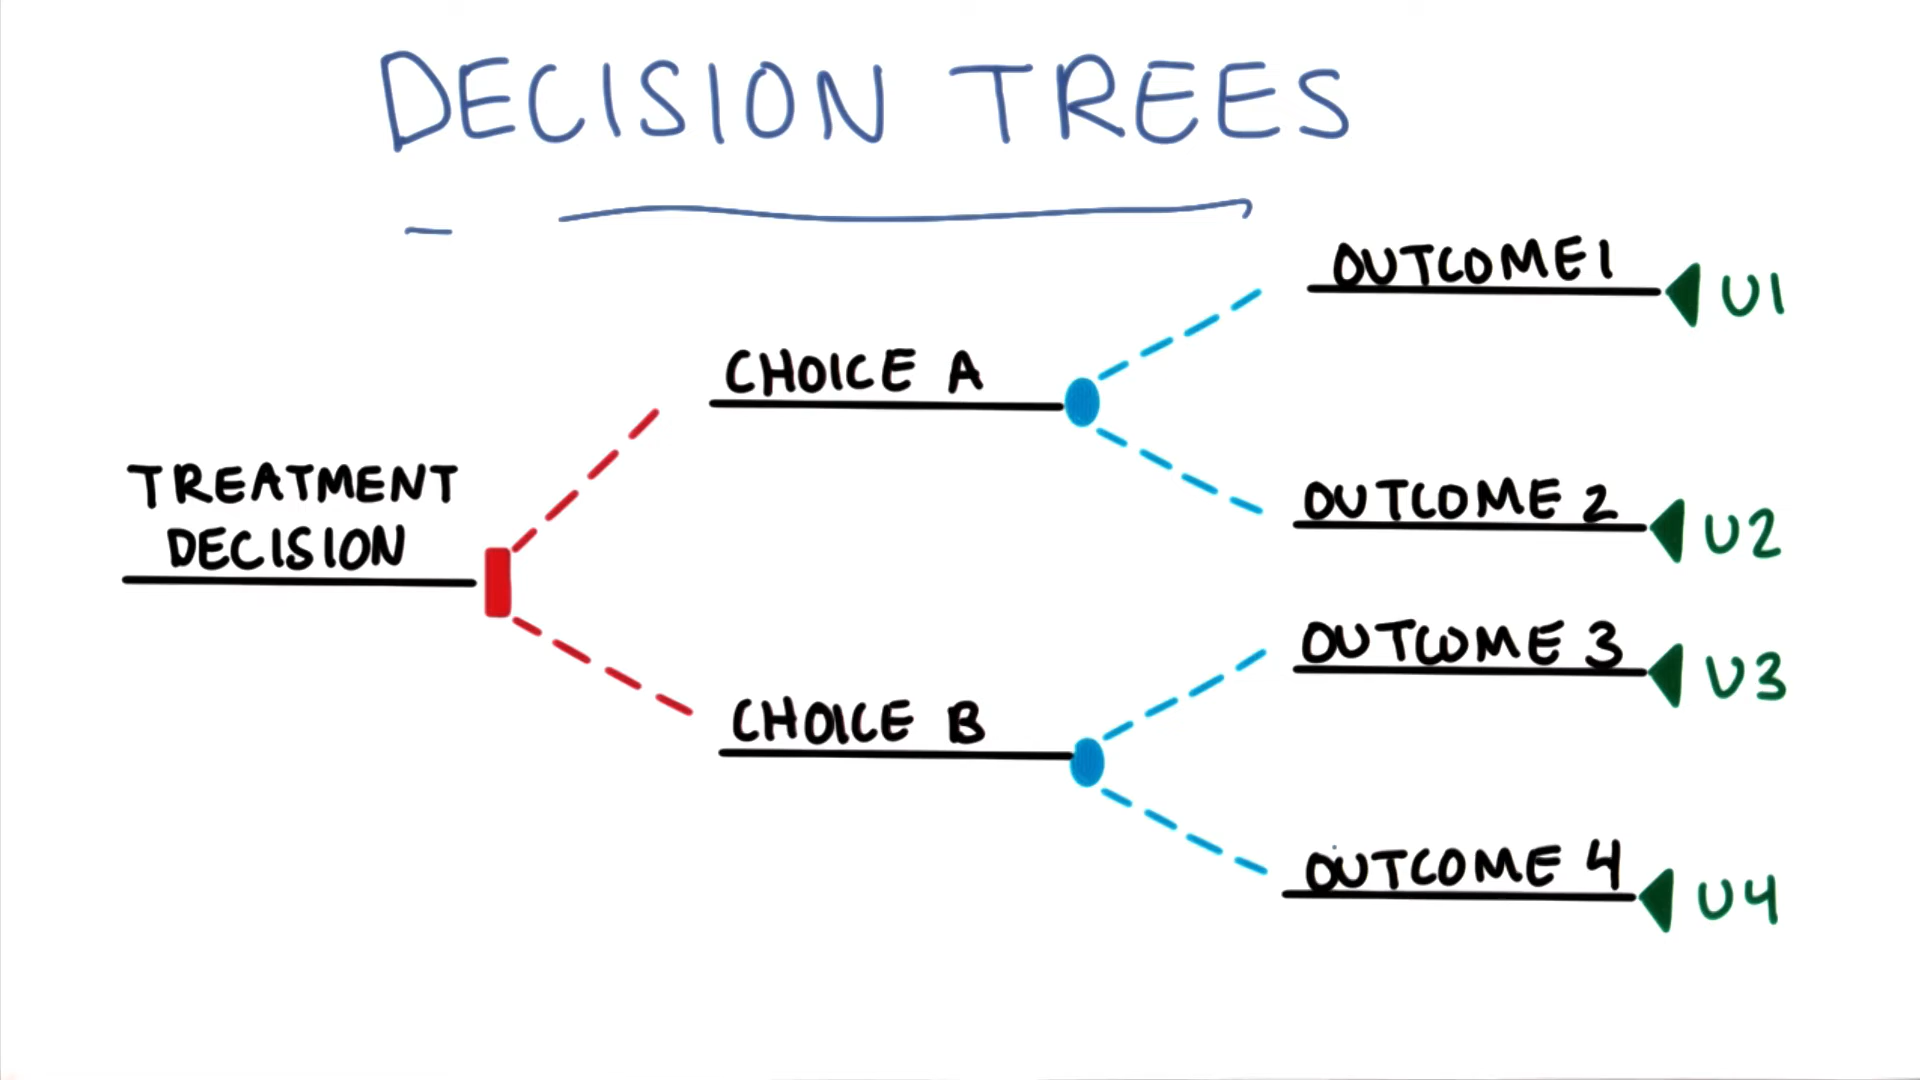 DECISION TREES
OUTCOME 1
U1
CHOICE A
TREATMENT
DECISION
OUTCOME 2
U2
OUTCOME 3
U3
CHOICE B
OUTCOME 4
U4